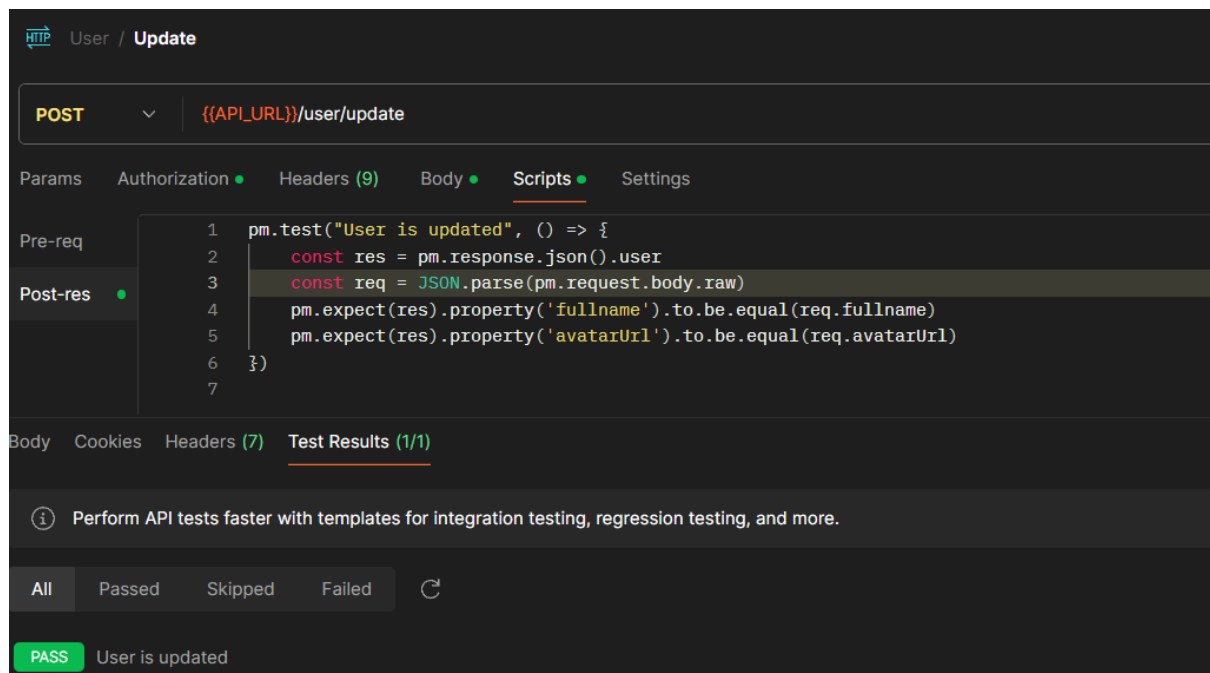 HTTP User / Update
POST {{API_URL}}/user/update
Params Authorization Headers (9) Body Scripts Settings
Pre-req
Post-res
1 pm.test("User is updated", () => {
2 const res = pm.response.json().user
3 const req = JSON.parse(pm.request.body.raw)
4 pm.expect(res).property('fullname').to.be.equal(req.fullname)
5 pm.expect(res).property('avatarUrl').to.be.equal(req.avatarUrl)
6 })
7
Body Cookies Headers (7) Test Results (1/1)
Perform API tests faster with templates for integration testing, regression testing, and more.
All Passed Skipped Failed
PASS User is updated